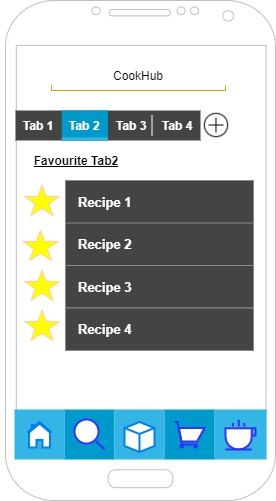 CookHub
Tab 1 Tab 2 Tab 3 Tab 4
Favourite Tab2
Recipe 1
Recipe 2
Recipe 3
Recipe 4